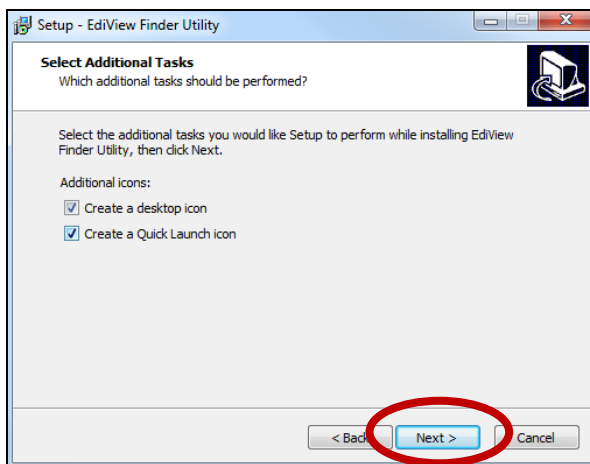 Setup - EdiView Finder Utility
Select Additional Tasks
Which additional tasks should be performed?
Select the additional tasks you would like Setup to perform while installing EdiView
Finder Utility, then click Next.
Additional icons:
Create a desktop icon
Create a Quick Launch icon
< Back Next > Cancel